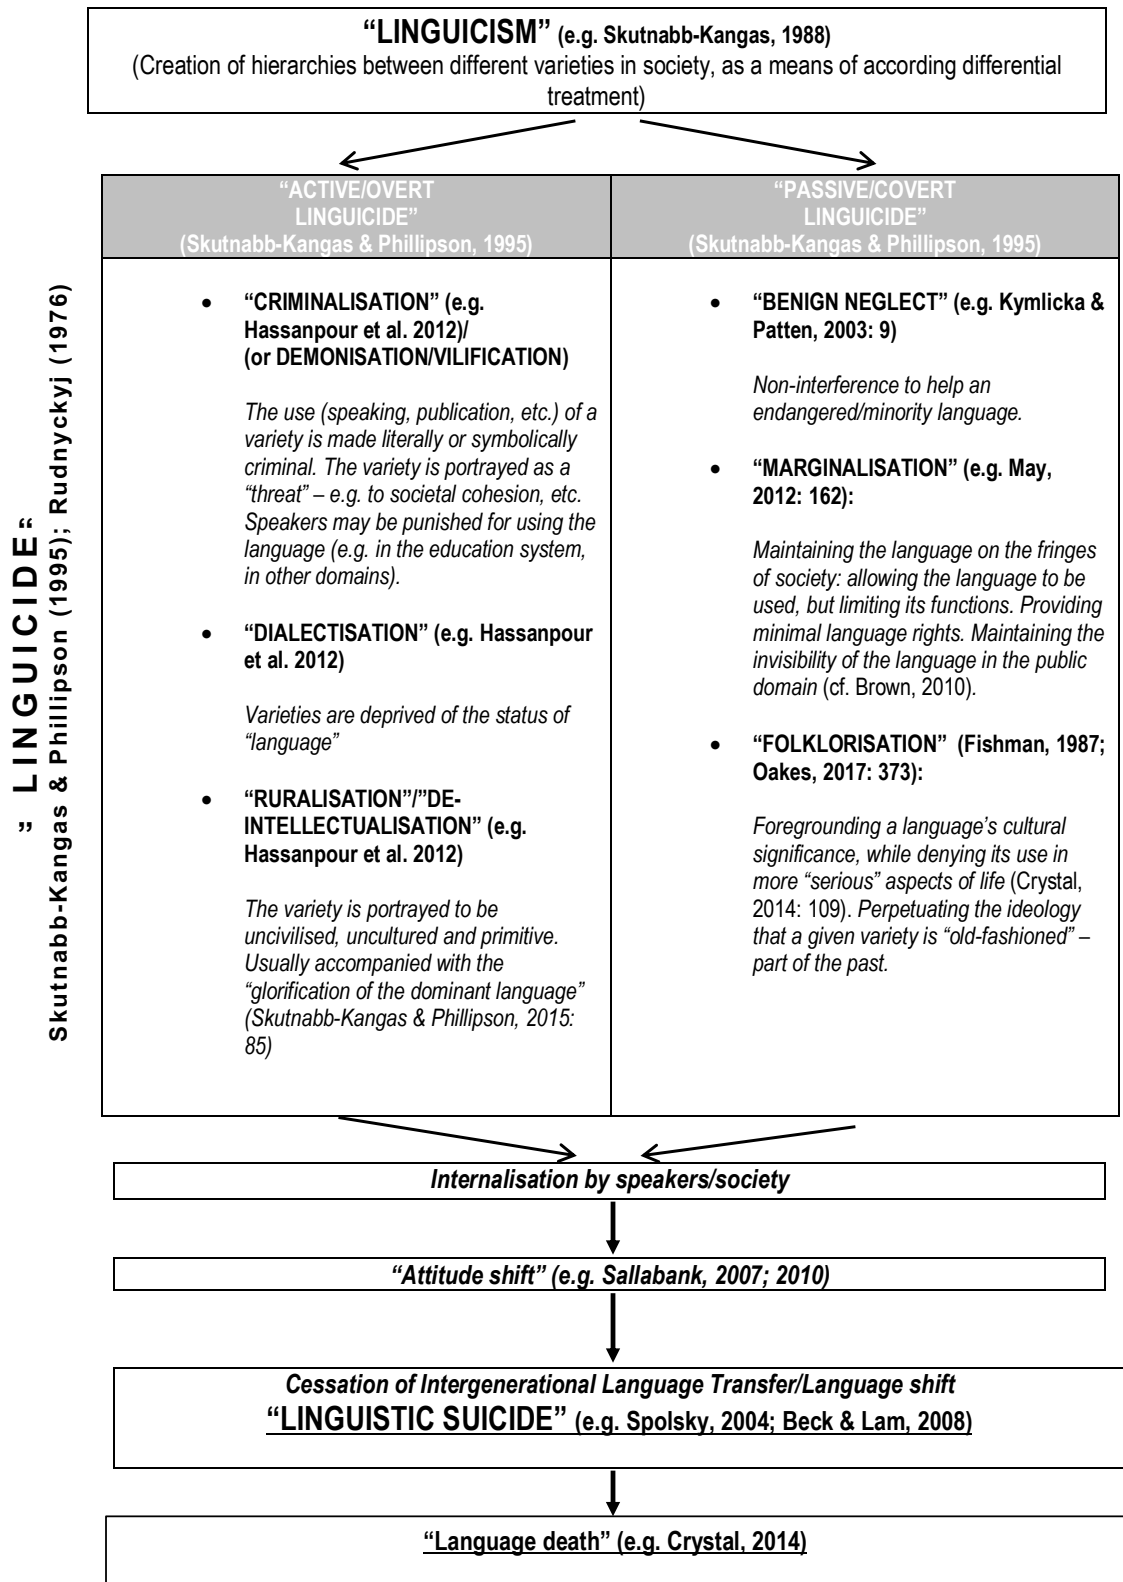 “LINGUICISM” (e.g. Skutnabb-Kangas, 1988)
(Creation of hierarchies between different varieties in society, as a means of according differential
treatment)
” LINGUICIDE“
Skutnabb-Kangas & Phillipson (1995); Rudnyckyj (1976)
“ACTIVE/OVERT
LINGUICIDE”
(Skutnabb-Kangas & Phillipson, 1995)
• “CRIMINALISATION” (e.g.
Hassanpour et al. 2012)/
(or DEMONISATION/VILIFICATION)
The use (speaking, publication, etc.) of a
variety is made literally or symbolically
criminal. The variety is portrayed as a
“threat” – e.g. to societal cohesion, etc.
Speakers may be punished for using the
language (e.g. in the education system,
in other domains).
• “DIALECTISATION” (e.g. Hassanpour
et al. 2012)
Varieties are deprived of the status of
“language”
• “RURALISATION”/”DE-
INTELLECTUALISATION” (e.g.
Hassanpour et al. 2012)
The variety is portrayed to be
uncivilised, uncultured and primitive.
Usually accompanied with the
“glorification of the dominant language”
(Skutnabb-Kangas & Phillipson, 2015:
85)
“PASSIVE/COVERT
LINGUICIDE”
(Skutnabb-Kangas & Phillipson, 1995)
• “BENIGN NEGLECT” (e.g. Kymlicka &
Patten, 2003: 9)
Non-interference to help an
endangered/minority language.
• “MARGINALISATION” (e.g. May,
2012: 162):
Maintaining the language on the fringes
of society: allowing the language to be
used, but limiting its functions. Providing
minimal language rights. Maintaining the
invisibility of the language in the public
domain (cf. Brown, 2010).
• “FOLKLORISATION” (Fishman, 1987;
Oakes, 2017: 373):
Foregrounding a language’s cultural
significance, while denying its use in
more “serious” aspects of life (Crystal,
2014: 109). Perpetuating the ideology
that a given variety is “old-fashioned” –
part of the past.
Internalisation by speakers/society
“Attitude shift” (e.g. Sallabank, 2007; 2010)
Cessation of Intergenerational Language Transfer/Language shift
“LINGUISTIC SUICIDE” (e.g. Spolsky, 2004; Beck & Lam, 2008)
“Language death” (e.g. Crystal, 2014)